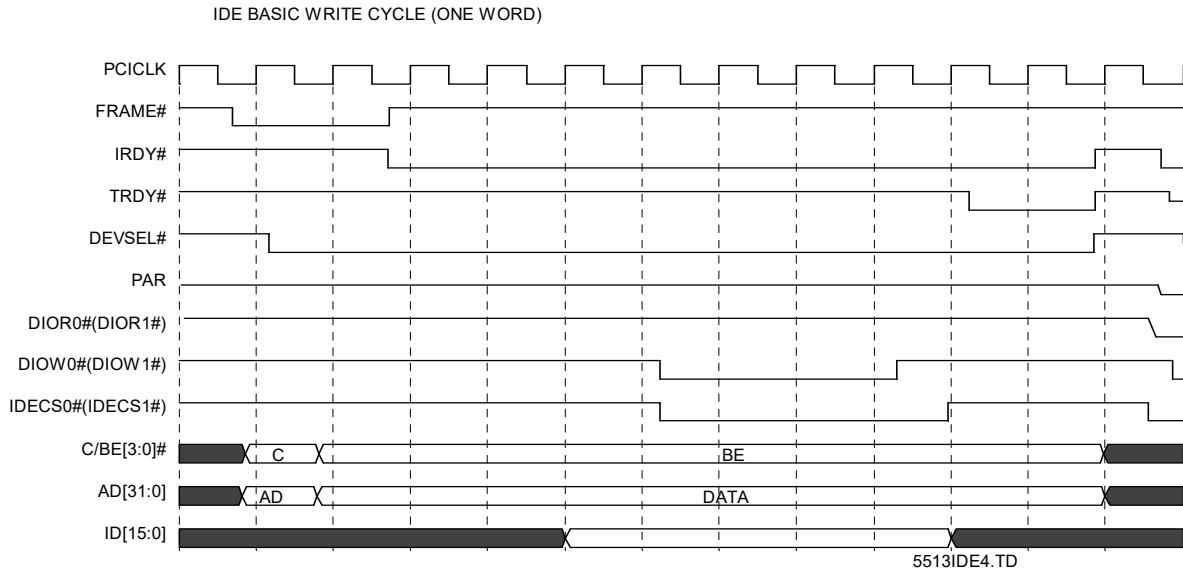 IDE BASIC WRITE CYCLE (ONE WORD)
PCICLK
FRAME#
IRDY#
TRDY#
DEVSEL#
PAR
DIOR0#(DIOR1#)
DIOW0#(DIOW1#)
IDECS0#(IDECS1#)
C/BE[3:0]# C BE
AD[31:0] AD DATA
ID[15:0]
5513IDE4.TD